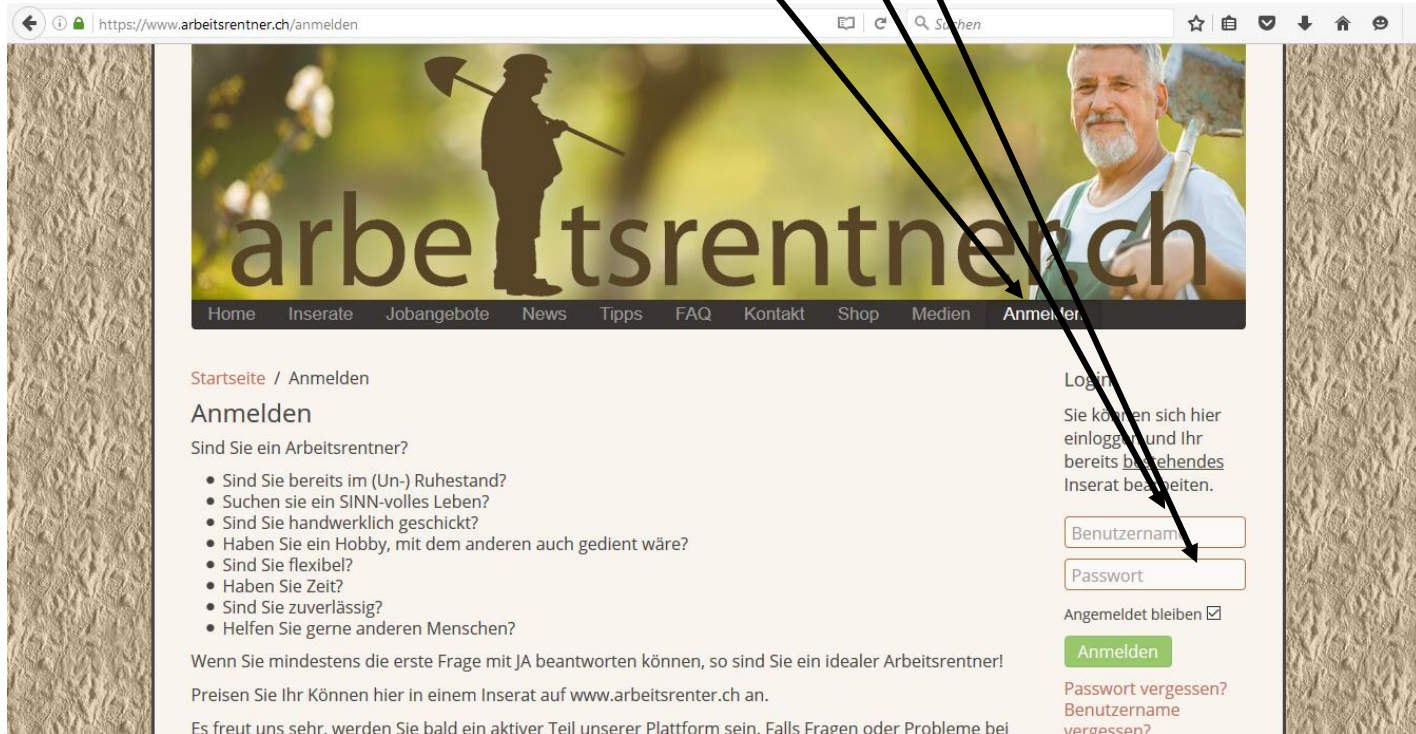 https://www.arbeitsrentner.ch/anmelden
Suchen
arbeitsrentner.ch
Home Inserate Jobangebote News Tipps FAQ Kontakt Shop Medien Anmelden
Startseite / Anmelden
Anmelden
Sind Sie ein Arbeitsrentner?
Sind Sie bereits im (Un-) Ruhestand?
Suchen sie ein SINN-volles Leben?
Sind Sie handwerklich geschickt?
Haben Sie ein Hobby, mit dem anderen auch gedient wäre?
Sind Sie flexibel?
Haben Sie Zeit?
Sind Sie zuverlässig?
Helfen Sie gerne anderen Menschen?
Wenn Sie mindestens die erste Frage mit JA beantworten können, so sind Sie ein idealer Arbeitsrentner!
Preisen Sie Ihr Können hier in einem Inserat auf www.arbeitsrenter.ch an.
Es freut uns sehr, werden Sie bald ein aktiver Teil unserer Plattform sein. Falls Fragen oder Probleme bei
Login
Sie können sich hier
einloggen und Ihr
bereits bestehendes
Inserat bearbeiten.
Benutzername
Passwort
Angemeldet bleiben
Anmelden
Passwort vergessen?
Benutzername
vergessen?